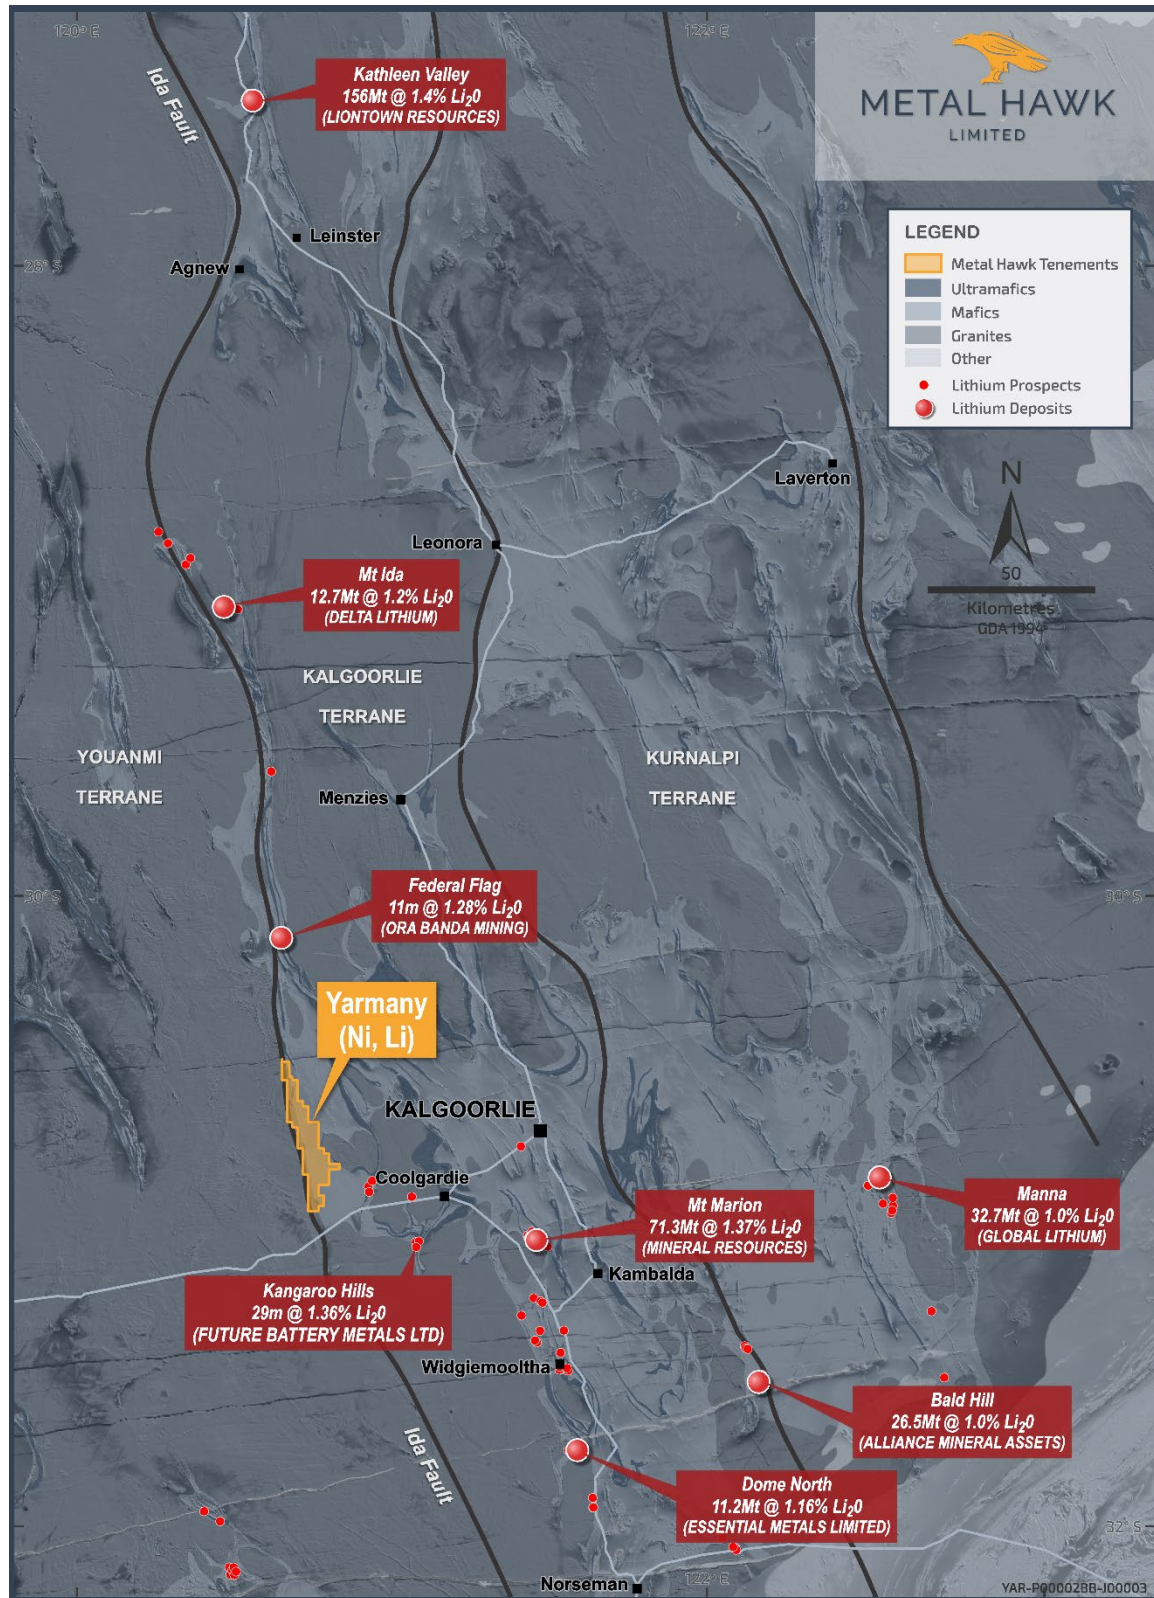 120° E
122° E
METAL HAWK
LIMITED
Ida Fault
Kathleen Valley
156Mt @ 1.4% Li₂0
(LIONTOWN RESOURCES)
LEGEND
Metal Hawk Tenements
Ultramafics
Mafics
Granites
Other
Lithium Prospects
Lithium Deposits
Leinster
Agnew
28° S
Laverton
N
50
Kilometres
GDA1994
Leonora
Mt Ida
12.7Mt @ 1.2% Li₂0
(DELTA LITHIUM)
KALGOORLIE
TERRANE
YOUANMI
TERRANE
KURNALPI
TERRANE
Menzies
Federal Flag
11m @ 1.28% Li₂0
(ORA BANDA MINING)
30° S
30° S
Yarmany
(Ni, Li)
KALGOORLIE
Coolgardie
Mt Marion
71.3Mt @ 1.37% Li₂0
(MINERAL RESOURCES)
Manna
32.7Mt @ 1.0% Li₂0
(GLOBAL LITHIUM)
Kambalda
Kangaroo Hills
29m @ 1.36% Li₂0
(FUTURE BATTERY METALS LTD)
Widgiemooltha
Bald Hill
26.5Mt @ 1.0% Li₂0
(ALLIANCE MINERAL ASSETS)
Ida Fault
Dome North
11.2Mt @ 1.16% Li₂0
(ESSENTIAL METALS LIMITED)
32° S
122° E
Norseman
YAR-P00002BB-J00003